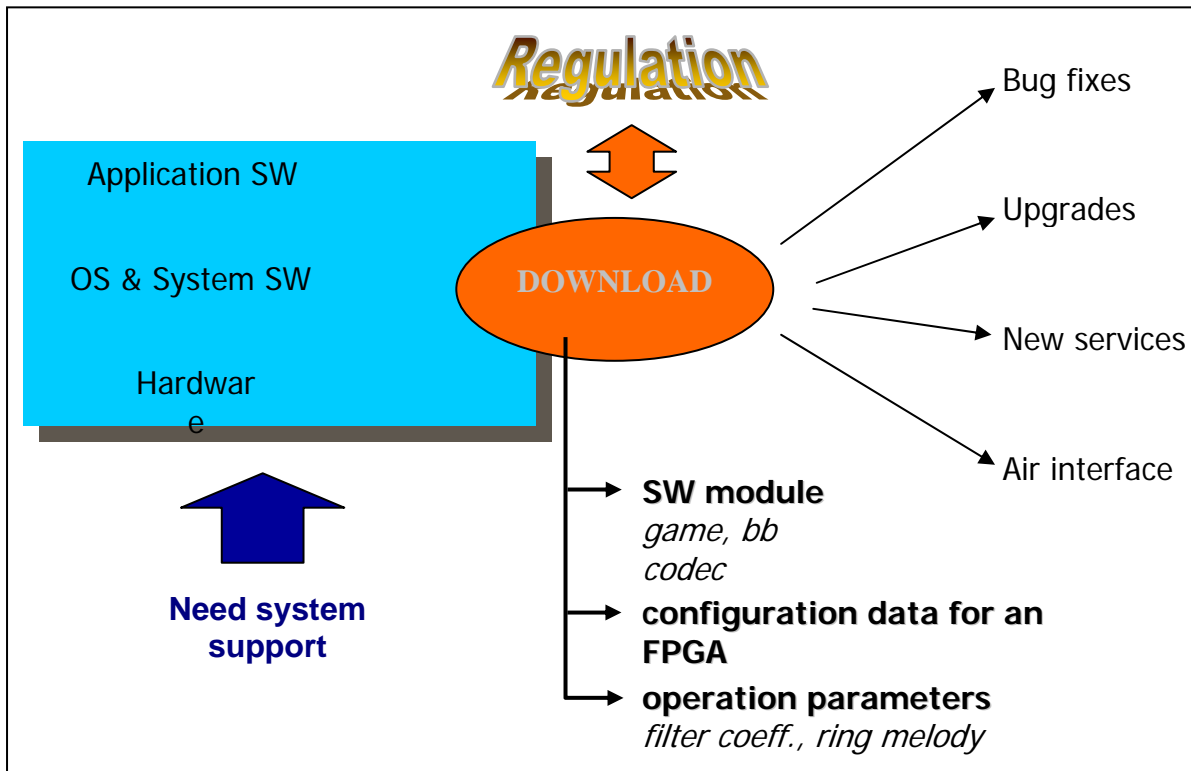 Regulation
Bug fixes
Application SW
Upgrades
OS & System SW
DOWNLOAD
New services
Hardwar
e
Air interface
SW module
game, bb
codec
Need system
support
configuration data for an
FPGA
operation parameters
filter coeff., ring melody